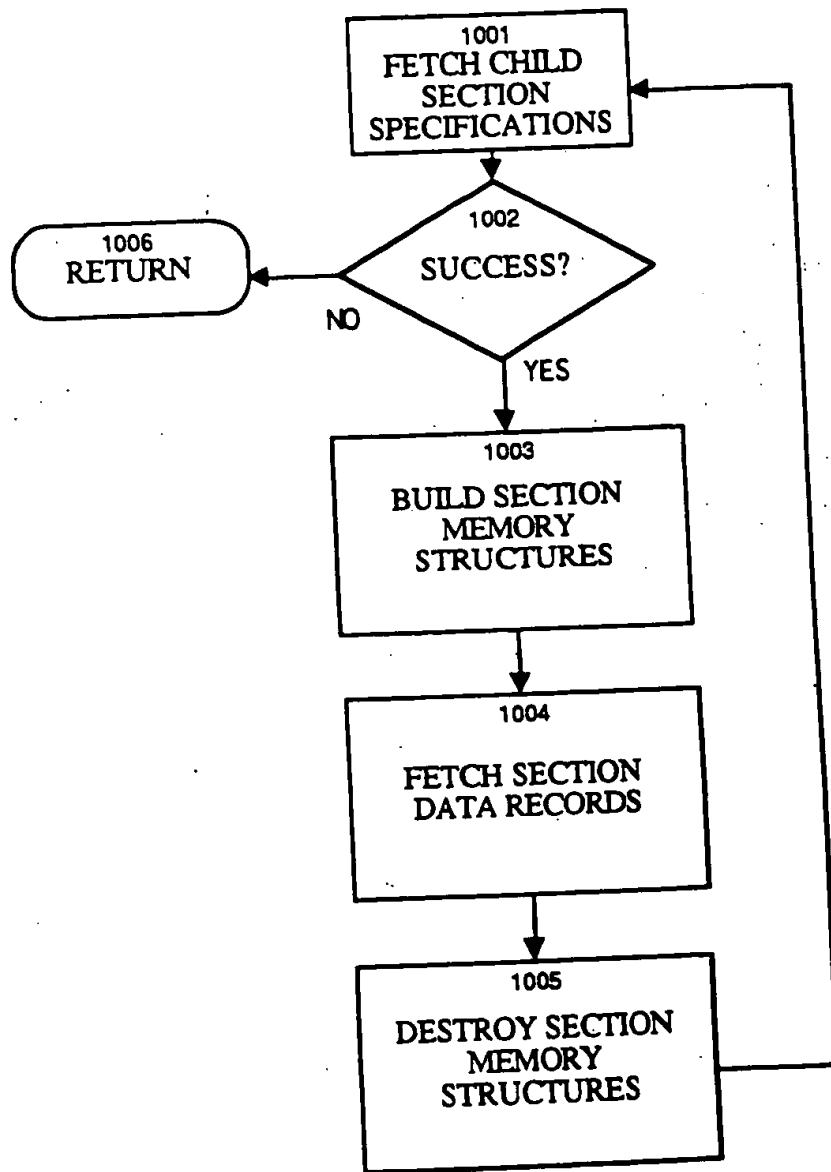 1001
FETCH CHILD
SECTION
SPECIFICATIONS
1002
SUCCESS?
1006
RETURN
NO
YES
1003
BUILD SECTION
MEMORY
STRUCTURES
1004
FETCH SECTION
DATA RECORDS
1005
DESTROY SECTION
MEMORY
STRUCTURES